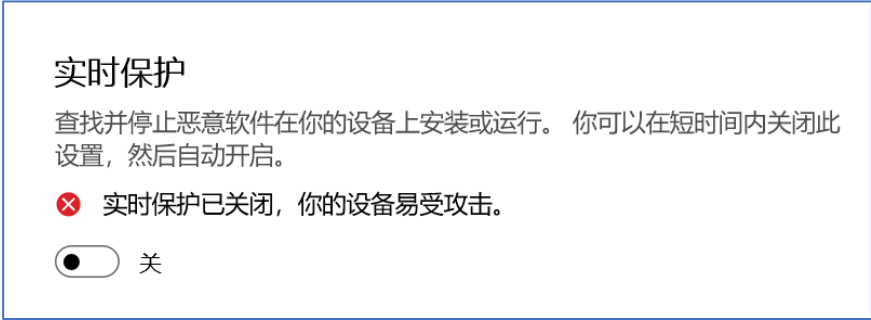 实时保护
查找并停止恶意软件在你的设备上安装或运行。 你可以在短时间内关闭此
设置，然后自动开启。
实时保护已关闭，你的设备易受攻击。
关